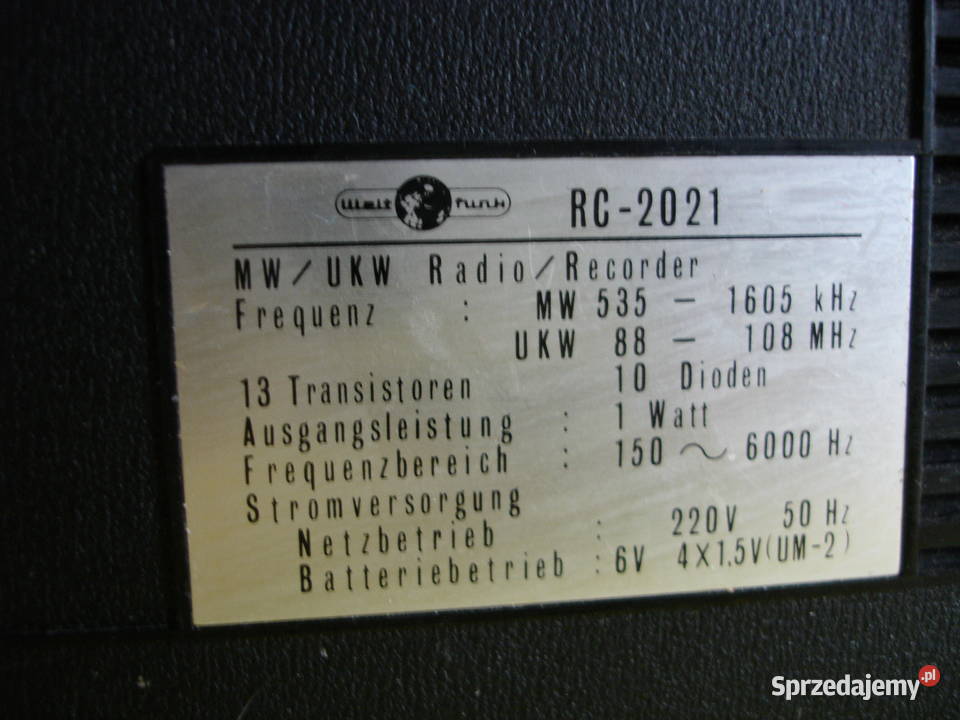 Weltfunk RC-2021
MW/UKW Radio/Recorder
Frequenz : MW 535 – 1605 kHz
UKW 88 – 108 MHz
13 Transistoren 10 Dioden
Ausgangsleistung : 1 Watt
Frequenzbereich : 150 ~ 6000 Hz
Stromversorgung
Netzbetrieb : 220V 50 Hz
Batteriebetrieb : 6V 4X1.5V(UM-2)
Sprzedajemy.pl